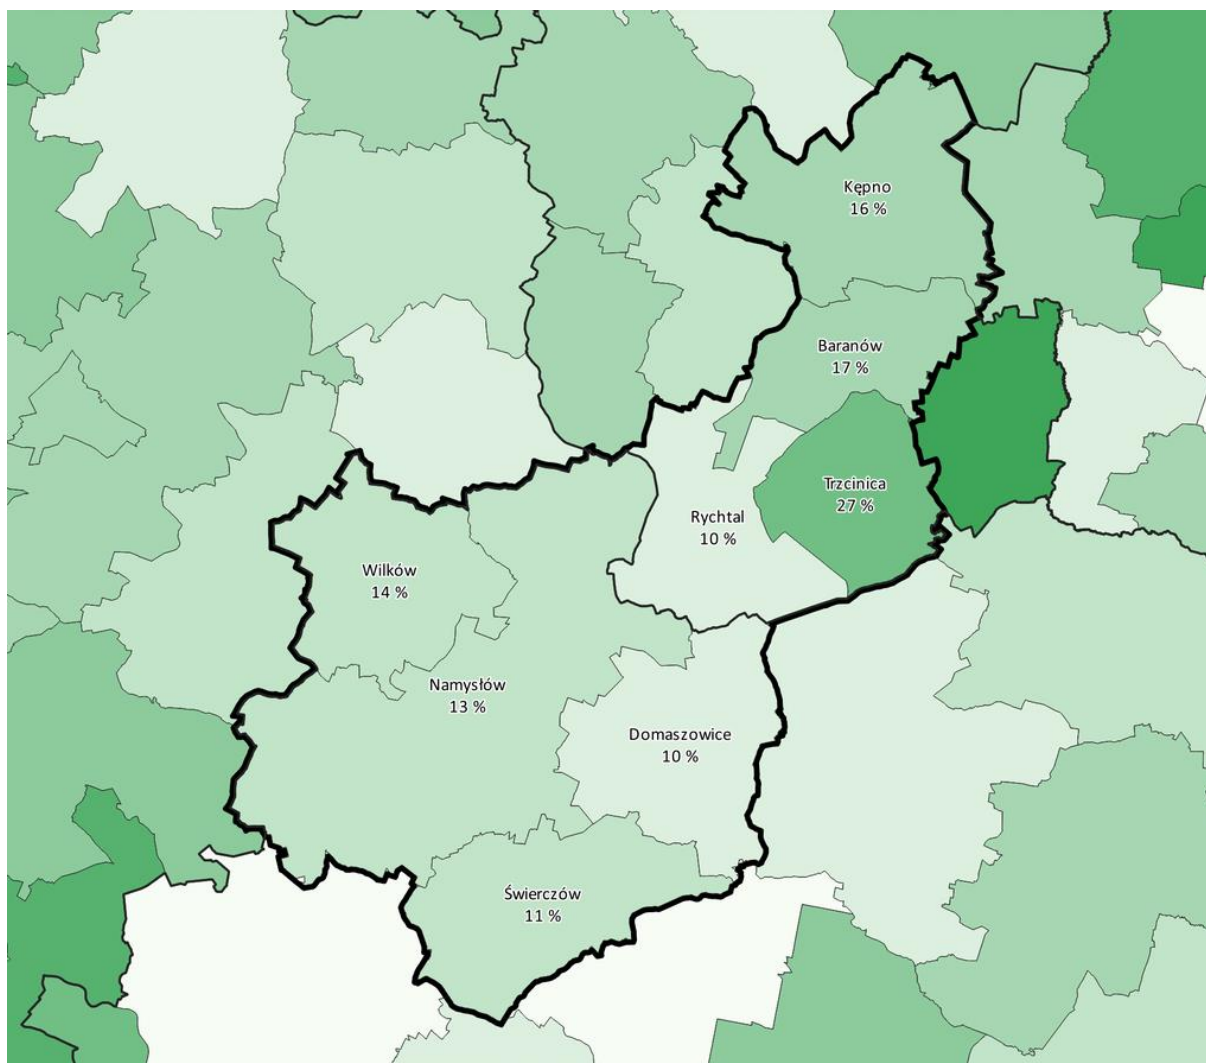 Kępno
16 %
Baranów
17 %
Trzcinica
27 %
Rychtal
10 %
Wilków
14 %
Namysłów
13 %
Domaszowice
10 %
Świerczów
11 %